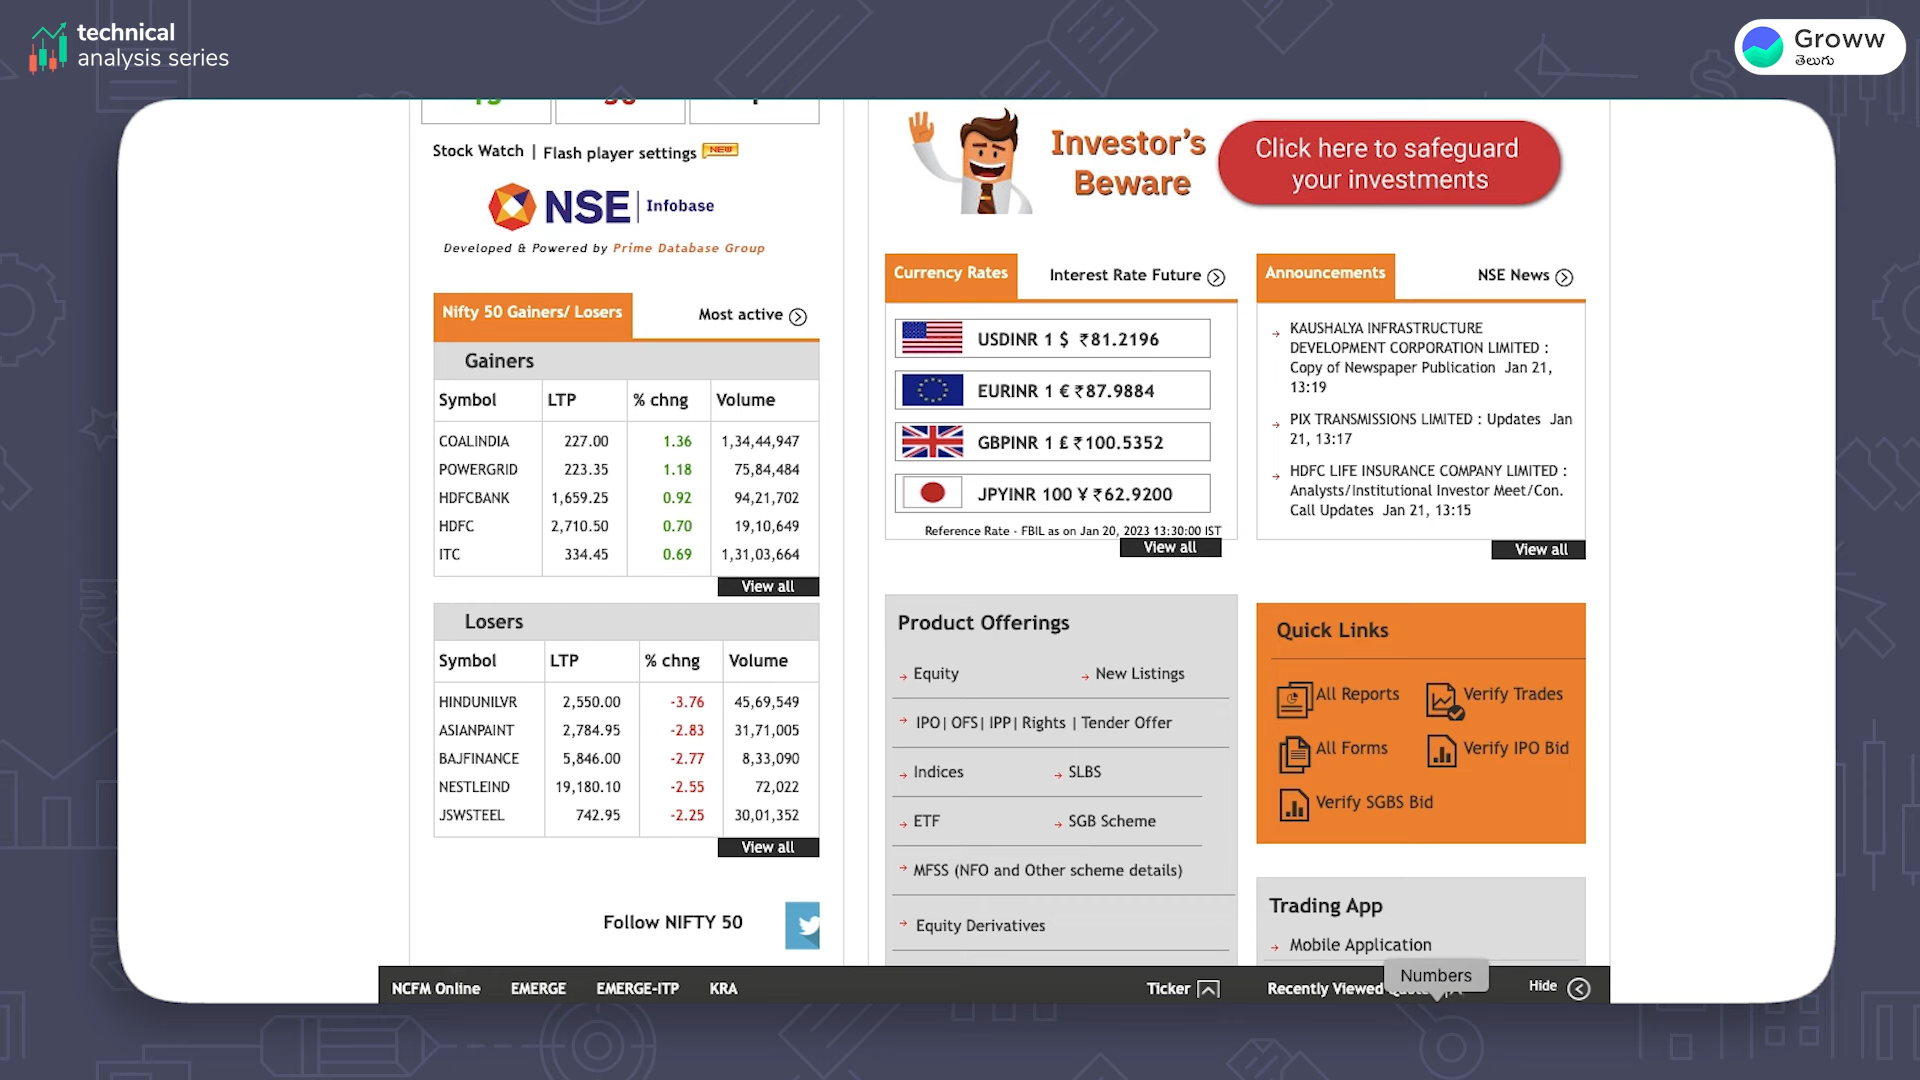 technical
analysis series
Groww
తెలుగు
Stock Watch | Flash player settings NEW
NSE Infobase
Developed & Powered by Prime Database Group
Investor's
Beware
Click here to safeguard
your investments
Nifty 50 Gainers/ Losers
Most active
Gainers
Symbol LTP % chng Volume
COALINDIA 227.00 1.36 1,34,44,947
POWERGRID 223.35 1.18 75,84,484
HDFCBANK 1,659.25 0.92 94,21,702
HDFC 2,710.50 0.70 19,10,649
ITC 334.45 0.69 1,31,03,664
View all
Losers
Symbol LTP % chng Volume
HINDUNILVR 2,550.00 -3.76 45,69,549
ASIANPAINT 2,784.95 -2.83 31,71,005
BAJFINANCE 5,846.00 -2.77 8,33,090
NESTLEIND 19,180.10 -2.55 72,022
JSWSTEEL 742.95 -2.25 30,01,352
View all
Follow NIFTY 50
Currency Rates
Interest Rate Future
USDINR 1 $ ₹81.2196
EURINR 1 € ₹87.9884
GBPINR 1 £ ₹100.5352
JPYINR 100 ¥ ₹62.9200
Reference Rate - FBIL as on Jan 20, 2023 13:30:00 IST
View all
Announcements
NSE News
KAUSHALYA INFRASTRUCTURE
DEVELOPMENT CORPORATION LIMITED :
Copy of Newspaper Publication Jan 21,
13:19
PIX TRANSMISSIONS LIMITED : Updates Jan
21, 13:17
HDFC LIFE INSURANCE COMPANY LIMITED :
Analysts/Institutional Investor Meet/Con.
Call Updates Jan 21, 13:15
View all
Product Offerings
Equity New Listings
IPO| OFS| IPP| Rights | Tender Offer
Indices SLBS
ETF SGB Scheme
MFSS (NFO and Other scheme details)
Equity Derivatives
Quick Links
All Reports Verify Trades
All Forms Verify IPO Bid
Verify SGBS Bid
Trading App
Mobile Application
Numbers
NCFM Online EMERGE EMERGE-ITP KRA Ticker Recently Viewed Hide